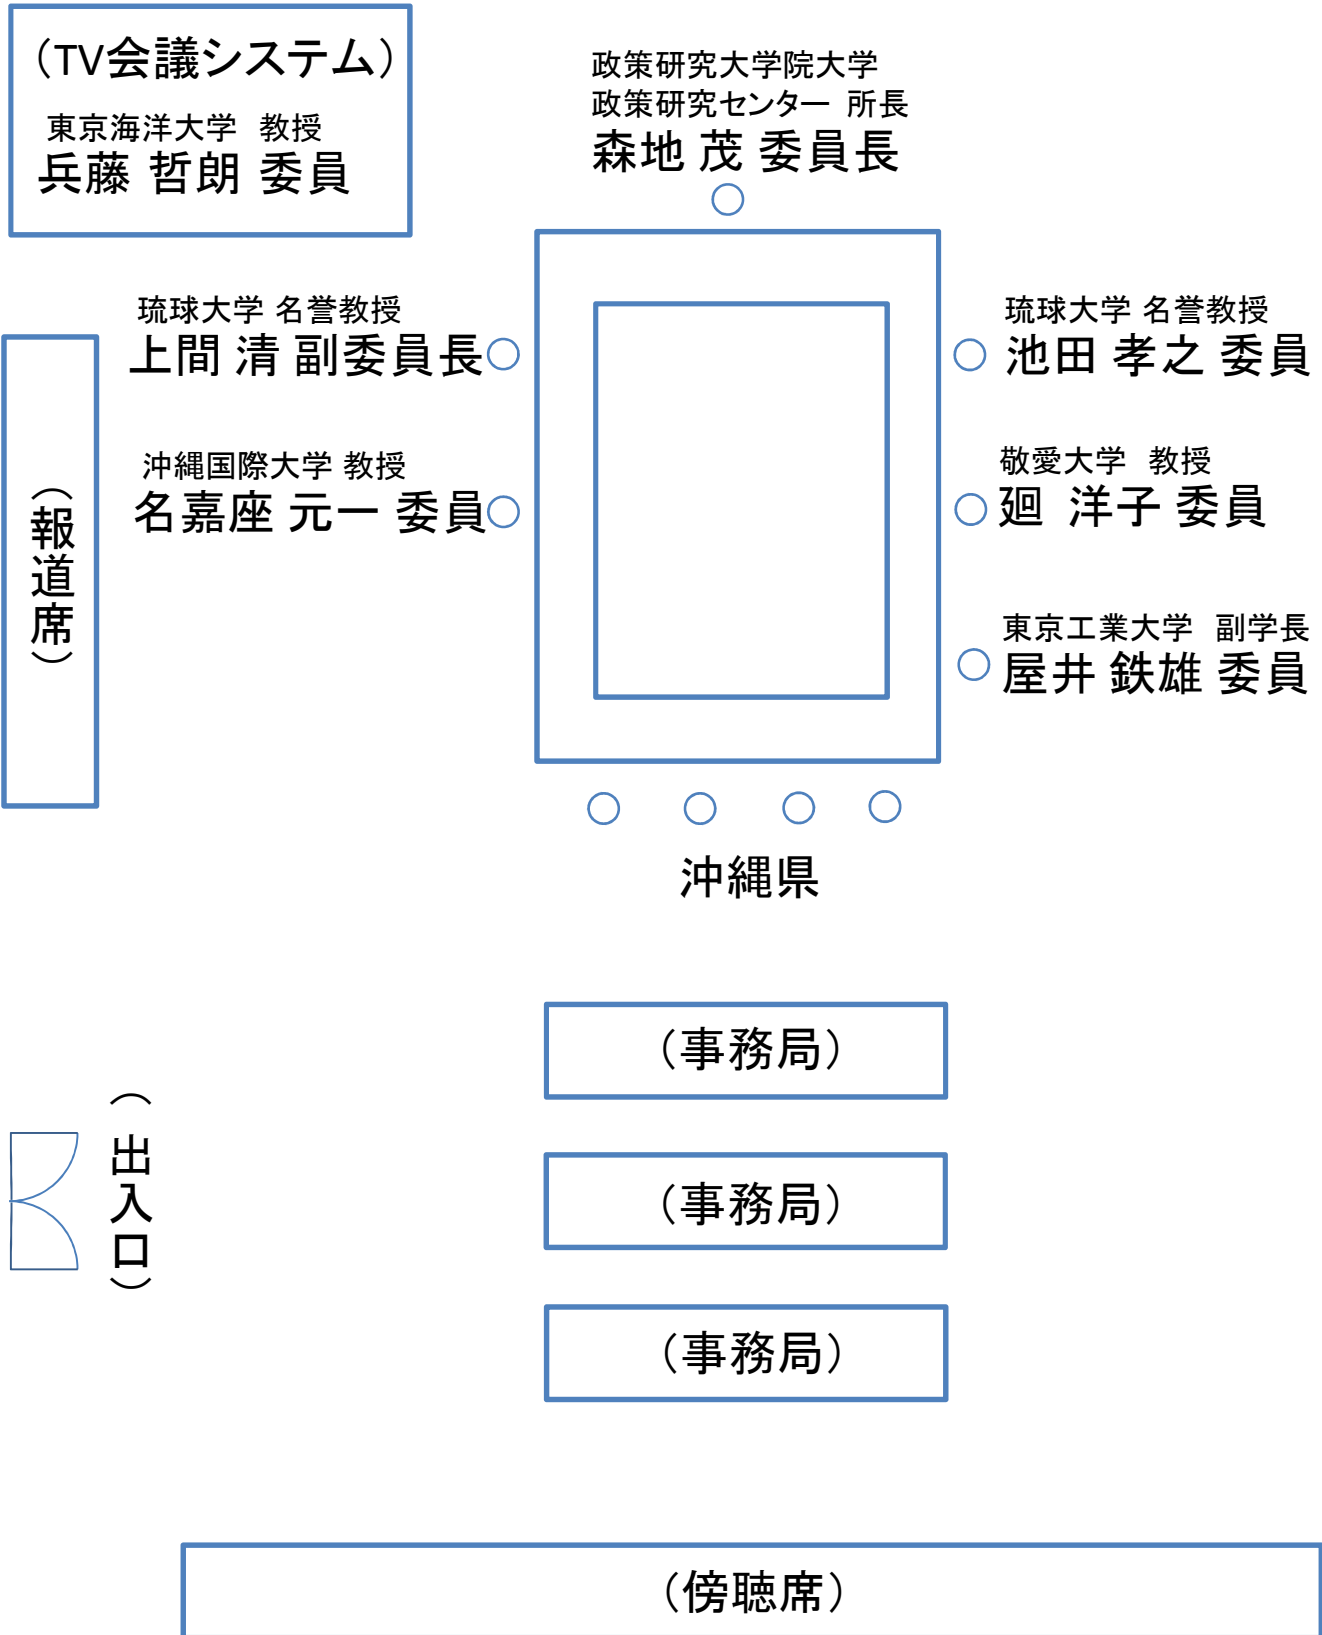 （TV会議システム）
東京海洋大学　教授
兵藤 哲朗 委員
政策研究大学院大学
政策研究センター 所長
森地 茂 委員長
琉球大学 名誉教授
上間 清 副委員長
琉球大学 名誉教授
池田 孝之 委員
沖縄国際大学 教授
名嘉座 元一 委員
敬愛大学　教授
廻 洋子 委員
（報道席）
東京工業大学　副学長
屋井 鉄雄 委員
沖縄県
（事務局）
（出入口）
（事務局）
（事務局）
（傍聴席）